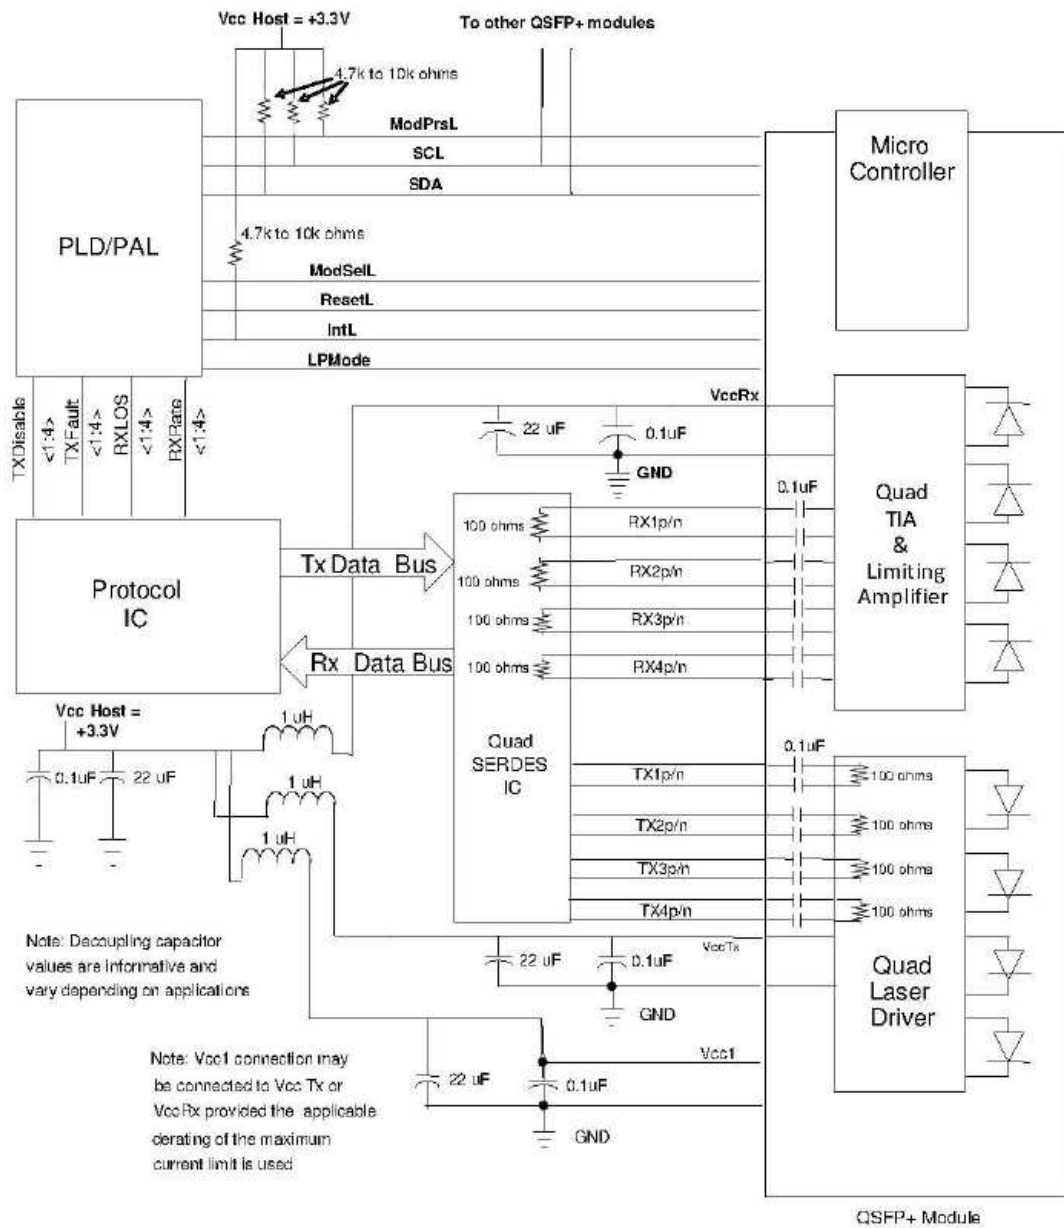 Vcc Host = +3.3V
To other QSFP+ modules
4.7k to 10k ohms
ModPrsL
SCL
SDA
Micro
Controller
PLD/PAL
4.7k to 10k ohms
ModSelL
ResetL
IntL
LPMode
TXDisable
<1:4>
TXFault
<1:4>
RXLOS
<1:4>
RXRate
<1:4>
VccRx
22 uF
0.1uF
GND
0.1uF
Quad
TIA
&
Limiting
Amplifier
100 ohms
RX1p/n
Tx Data Bus
100 ohms
RX2p/n
Protocol
IC
100 ohms
RX3p/n
Rx Data Bus
100 ohms
RX4p/n
Vcc Host =
+3.3V
1 uH
0.1uF
22 uF
1 uH
1 uH
Quad
SERDES
IC
0.1uF
TX1p/n
100 ohms
TX2p/n
100 ohms
TX3p/n
100 ohms
TX4p/n
100 ohms
Note: Decoupling capacitor
values are informative and
vary depending on applications
VccTx
22 uF
0.1uF
GND
Quad
Laser
Driver
Note: Vcc1 connection may
be connected to Vcc Tx or
VccRx provided the applicable
derating of the maximum
current limit is used
Vcc1
22 uF
0.1uF
GND
QSFP+ Module